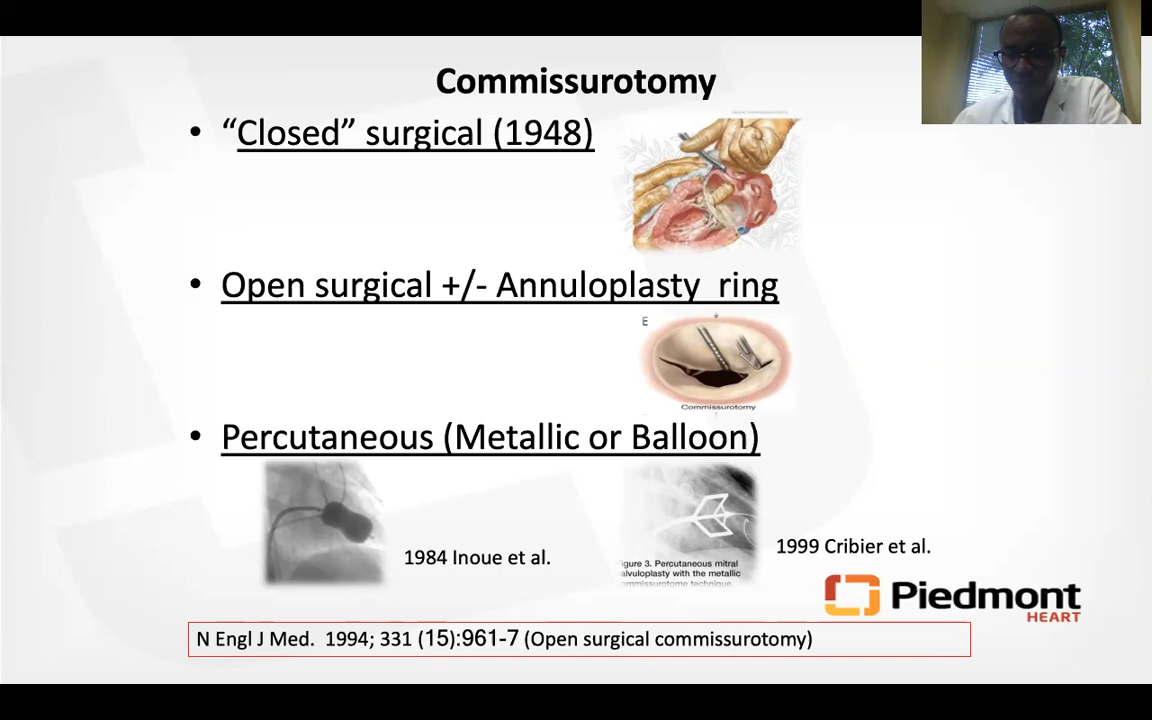 Commissurotomy
• “Closed” surgical (1948)
• Open surgical +/- Annuloplasty ring
E
Commissurotomy
• Percutaneous (Metallic or Balloon)
1984 Inoue et al.
1999 Cribier et al.
igure 3. Percutaneous mitral
alvuloplasty with the metallic
ommissurotome technique.
Piedmont
HEART
N Engl J Med. 1994; 331 (15):961-7 (Open surgical commissurotomy)